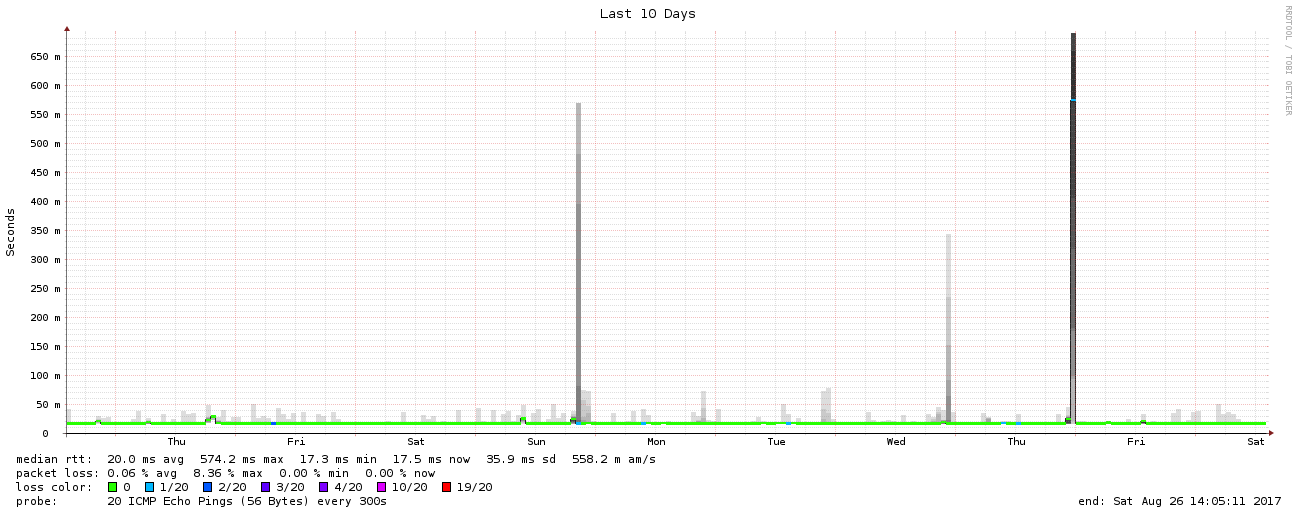 Last 10 Days
RRDTOOL / TOBI OETIKER
Seconds
650 m
600 m
550 m
500 m
450 m
400 m
350 m
300 m
250 m
200 m
150 m
100 m
50 m
0
Thu Fri Sat Sun Mon Tue Wed Thu Fri Sat
median rtt: 20.0 ms avg 574.2 ms max 17.3 ms min 17.5 ms now 35.9 ms sd 558.2 m am/s
packet loss: 0.06 % avg 8.36 % max 0.00 % min 0.00 % now
loss color: 0 1/20 2/20 3/20 4/20 10/20 19/20
probe: 20 ICMP Echo Pings (56 Bytes) every 300s end: Sat Aug 26 14:05:11 2017